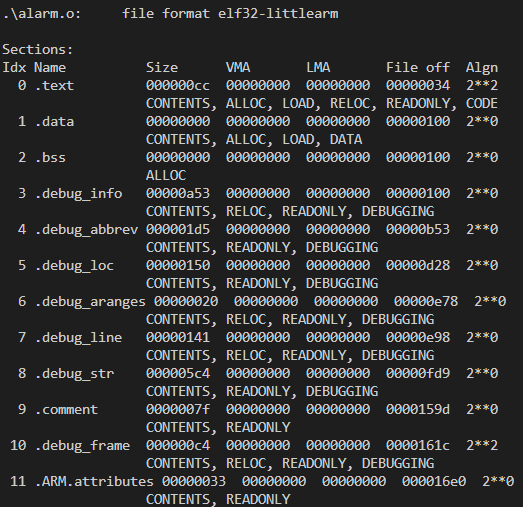 .\alarm.o:     file format elf32-littlearm

Sections:
Idx Name          Size      VMA       LMA       File off  Algn
  0 .text         000000cc  00000000  00000000  00000034  2**2
                  CONTENTS, ALLOC, LOAD, RELOC, READONLY, CODE
  1 .data         00000000  00000000  00000000  00000100  2**0
                  CONTENTS, ALLOC, LOAD, DATA
  2 .bss          00000000  00000000  00000000  00000100  2**0
                  ALLOC
  3 .debug_info   00000a53  00000000  00000000  00000100  2**0
                  CONTENTS, RELOC, READONLY, DEBUGGING
  4 .debug_abbrev 000001d5  00000000  00000000  00000b53  2**0
                  CONTENTS, READONLY, DEBUGGING
  5 .debug_loc    00000150  00000000  00000000  00000d28  2**0
                  CONTENTS, READONLY, DEBUGGING
  6 .debug_aranges 00000020  00000000  00000000  00000e78  2**0
                  CONTENTS, RELOC, READONLY, DEBUGGING
  7 .debug_line   00000141  00000000  00000000  00000e98  2**0
                  CONTENTS, RELOC, READONLY, DEBUGGING
  8 .debug_str    000005c4  00000000  00000000  00000fd9  2**0
                  CONTENTS, READONLY, DEBUGGING
  9 .comment      0000007f  00000000  00000000  0000159d  2**0
                  CONTENTS, READONLY
 10 .debug_frame  000000c4  00000000  00000000  0000161c  2**2
                  CONTENTS, RELOC, READONLY, DEBUGGING
 11 .ARM.attributes 00000033  00000000  00000000  000016e0  2**0
                  CONTENTS, READONLY